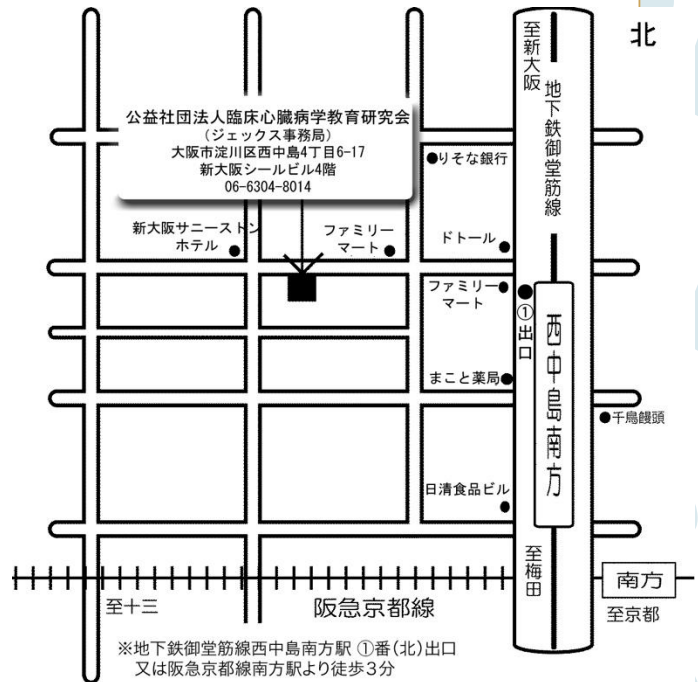 北
至新大阪
地下鉄御堂筋線
公益社団法人臨床心臓病学教育研究会
(ジェックス事務局)
大阪市淀川区西中島4丁目6-17
新大阪シールビル4階
06-6304-8014
●りそな銀行
新大阪サニーストン
ホテル
ファミリー
マート
ドトール
ファミリー
マート
①出口
西中島南方
まこと薬局
千鳥饅頭
日清食品ビル
至梅田
南方
至十三
阪急京都線
至京都
※地下鉄御堂筋線西中島南方駅 ①番(北)出口
又は阪急京都線南方駅より徒歩3分